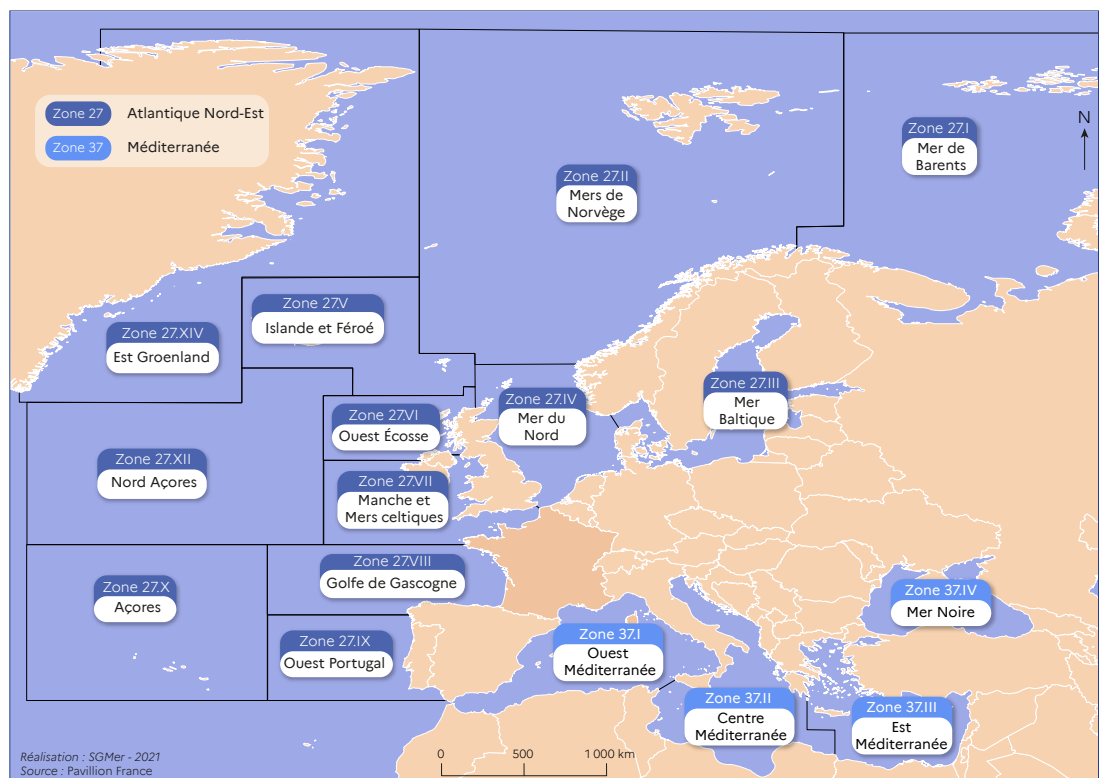 Zone 27 Atlantique Nord-Est
Zone 37 Méditerranée
N
Zone 27.I
Mer de
Barents
Zone 27.II
Mers de
Norvège
Zone 27.V
Islande et Féroé
Zone 27.XIV
Est Groenland
Zone 27.III
Mer
Baltique
Zone 27.IV
Mer du
Nord
Zone 27.VI
Ouest Écosse
Zone 27.XII
Nord Açores
Zone 27.VII
Manche et
Mers celtiques
Zone 27.VIII
Golfe de Gascogne
Zone 27.X
Açores
Zone 37.IV
Mer Noire
Zone 27.IX
Ouest Portugal
Zone 37.I
Ouest
Méditerranée
Zone 37.II
Centre
Méditerranée
Zone 37.III
Est
Méditerranée
0 500 1 000 km
Réalisation : SGMer - 2021
Source : Pavillion France